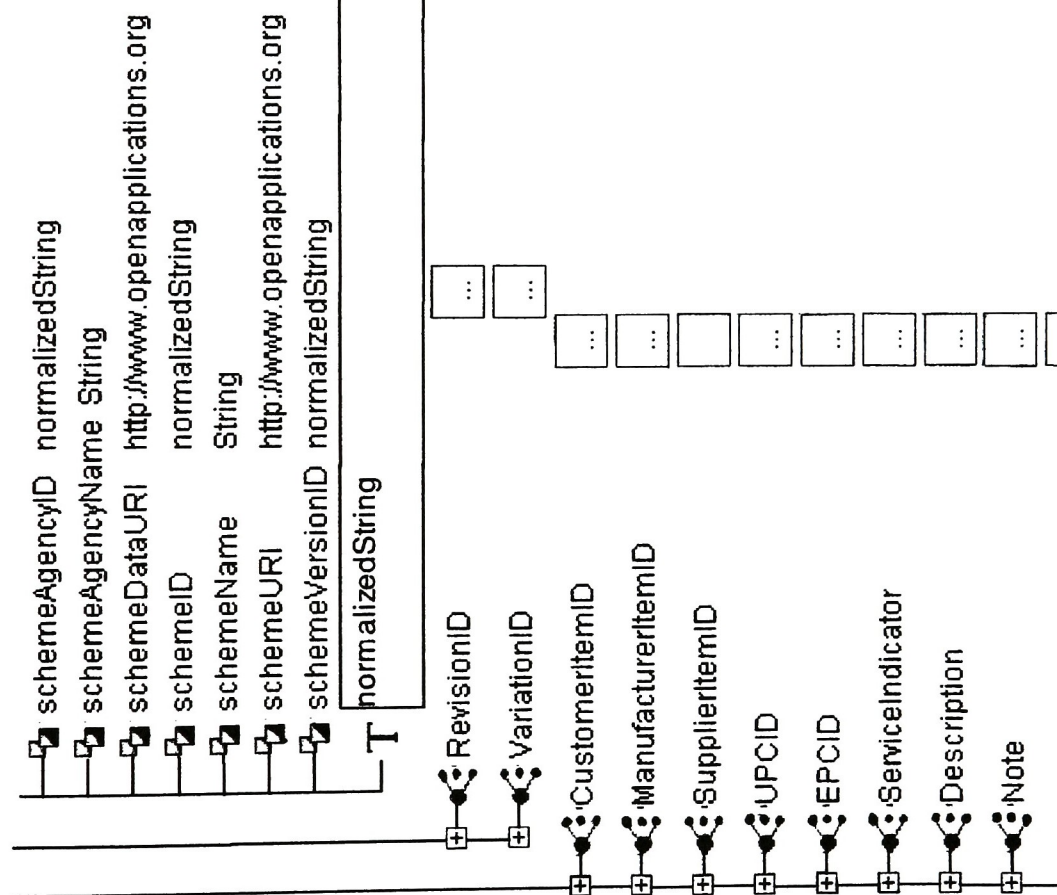 schemeAgencyID normalizedString
schemeAgencyName String
schemeDataURI http://www.openapplications.org
schemeID normalizedString
schemeName String
schemeURI http://www.openapplications.org
schemeVersionID normalizedString
T normalizedString
RevisionID ...
VariationID ...
CustomerItemID ...
ManufacturerItemID ...
SupplierItemID
UPCID ...
EPCID ...
ServiceIndicator ...
Description ...
Note ...